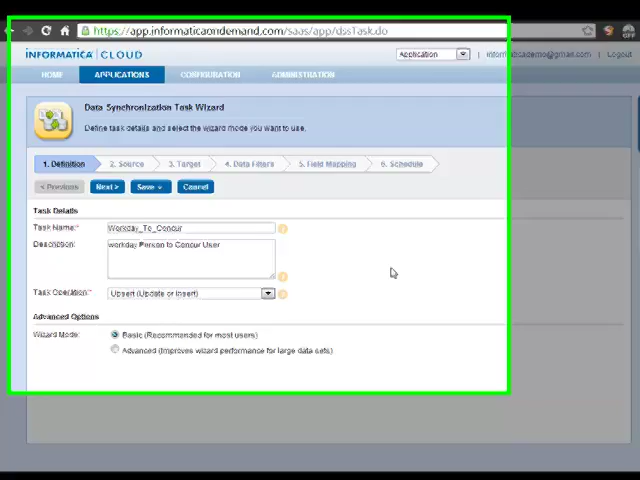 https://app.informaticaondemand.com/saas/app/dssTask.do
INFORMATICA | CLOUD
Application
Logout
HOME
APPLICATIONS
CONFIGURATION
ADMINISTRATION
Data Synchronization Task Wizard
Define task details and select the wizard mode you want to use.
1. Definition
2. Source
3. Target
4. Data Filters
5. Field Mapping
6. Schedule
< Previous
Next >
Save
Cancel
Task Details
Task Name:*
Workday_To_Concur
Description:
workday Person to Concur User
Task Operation:*
Upsert (Update or Insert)
Advanced Options
Wizard Mode:
Basic (Recommended for most users)
Advanced (Improves wizard performance for large data sets)